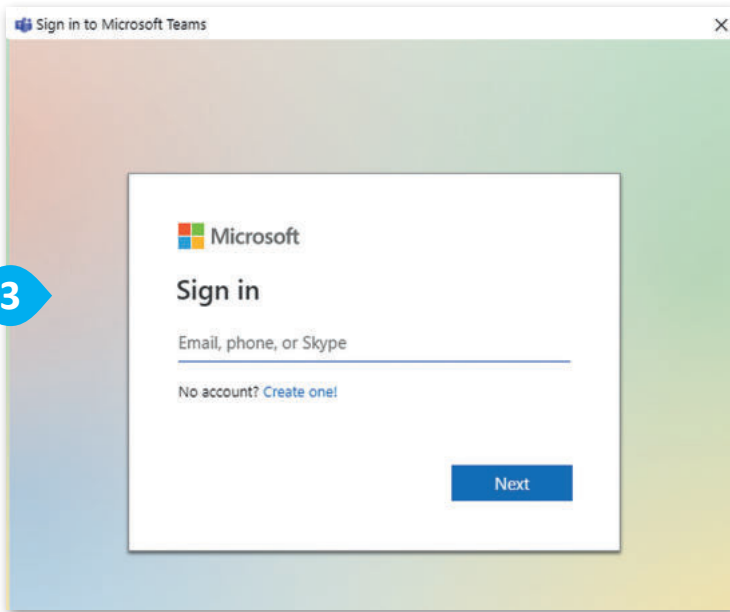 Sign in to Microsoft Teams
Microsoft
Sign in
3
Email, phone, or Skype
No account? Create one!
Next